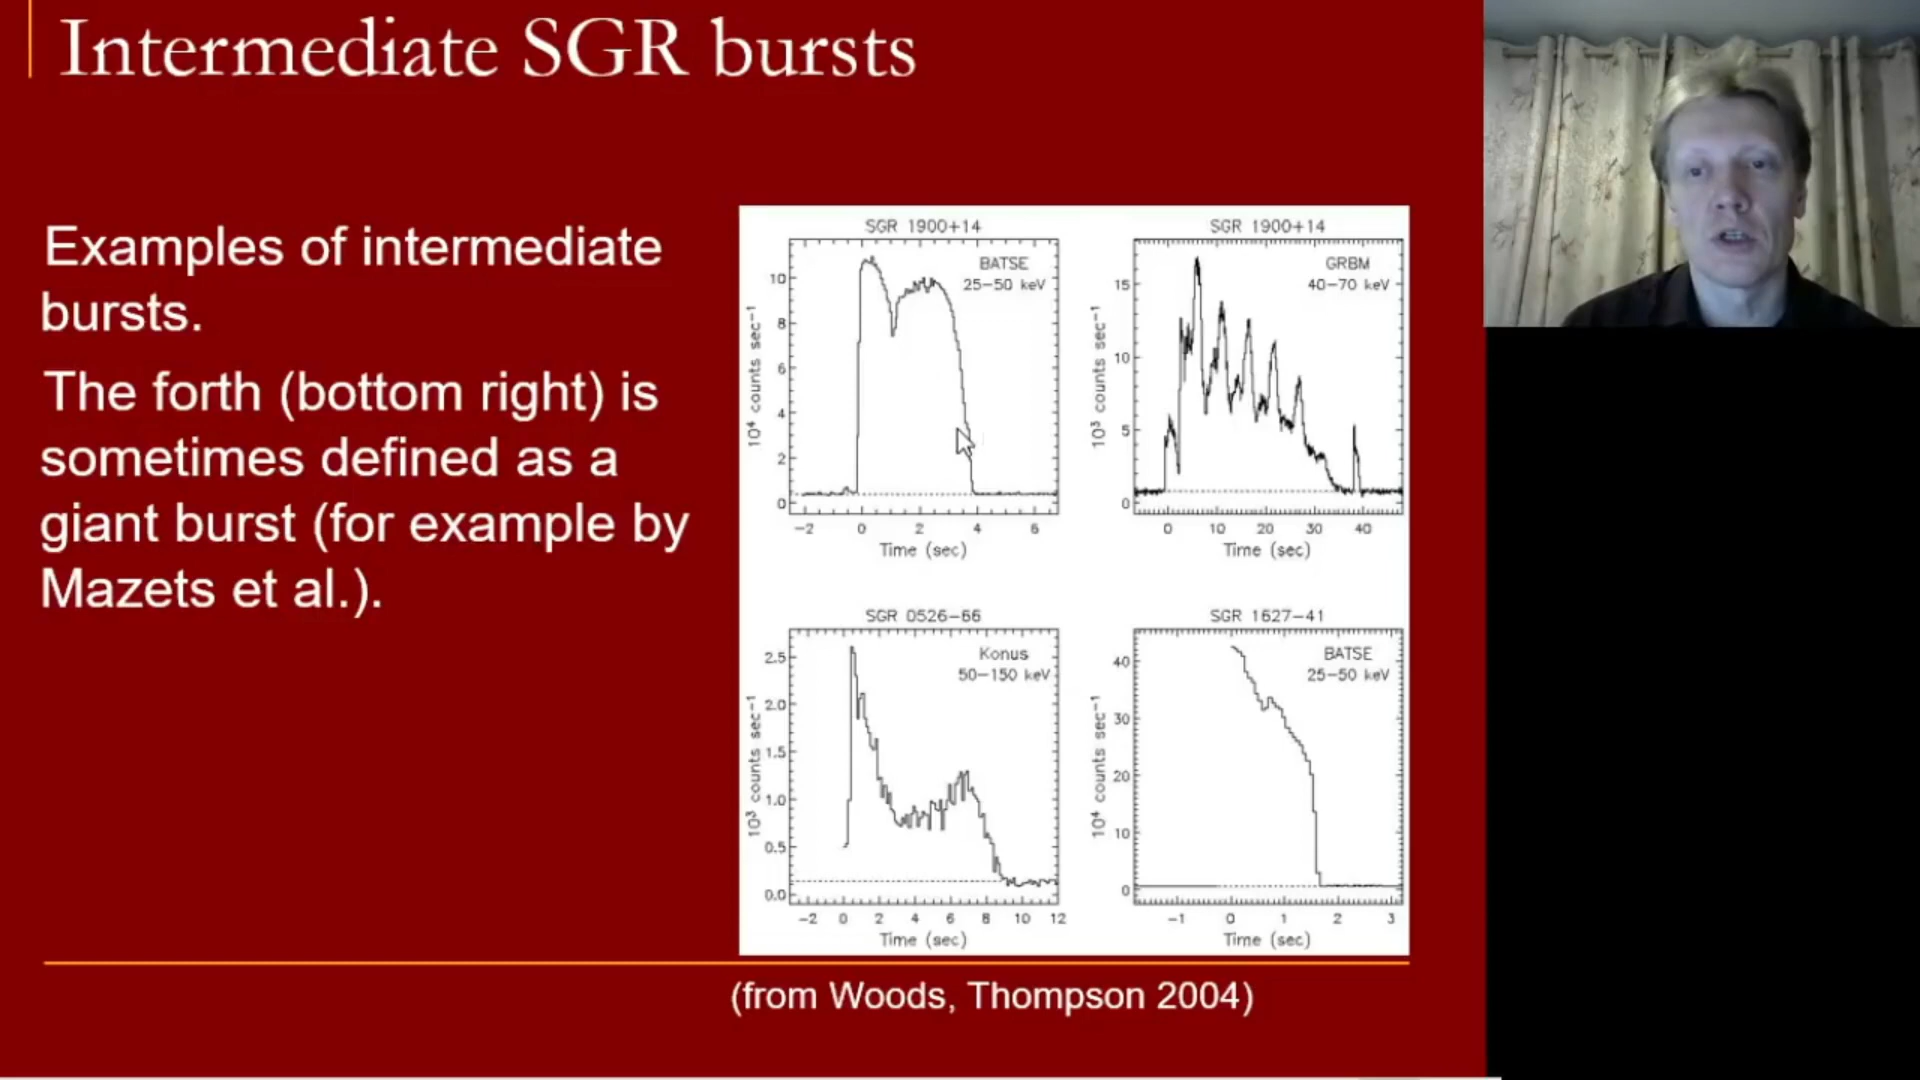 Intermediate SGR bursts
Examples of intermediate
bursts.
The forth (bottom right) is
sometimes defined as a
giant burst (for example by
Mazets et al.).
SGR 1900+14
BATSE
25−50 keV
10⁴ counts sec⁻¹
10
8
6
4
2
0
−2 0 2 4 6
Time (sec)
SGR 1900+14
GRBM
40−70 keV
10³ counts sec⁻¹
15
10
5
0
0 10 20 30 40
Time (sec)
SGR 0526−66
Konus
50−150 keV
10³ counts sec⁻¹
2.5
2.0
1.5
1.0
0.5
0.0
−2 0 2 4 6 8 10 12
Time (sec)
SGR 1627−41
BATSE
25−50 keV
10⁴ counts sec⁻¹
40
30
20
10
0
−1 0 1 2 3
Time (sec)
(from Woods, Thompson 2004)